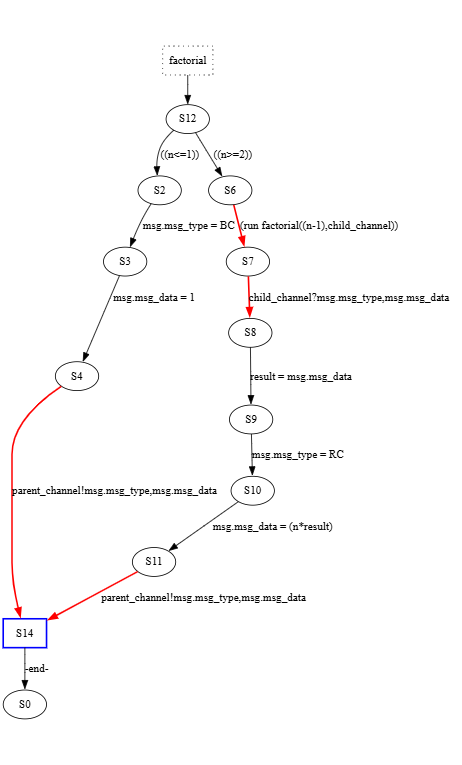 factorial
S12
((n<=1)) ((n>=2))
S2 S6
msg.msg_type = BC (run factorial((n-1),child_channel))
S3 S7
msg.msg_data = 1 child_channel?msg.msg_type,msg.msg_data
S8
S4 result = msg.msg_data
S9
msg.msg_type = RC
parent_channel!msg.msg_type,msg.msg_data S10
msg.msg_data = (n*result)
S11
parent_channel!msg.msg_type,msg.msg_data
S14
-end-
S0